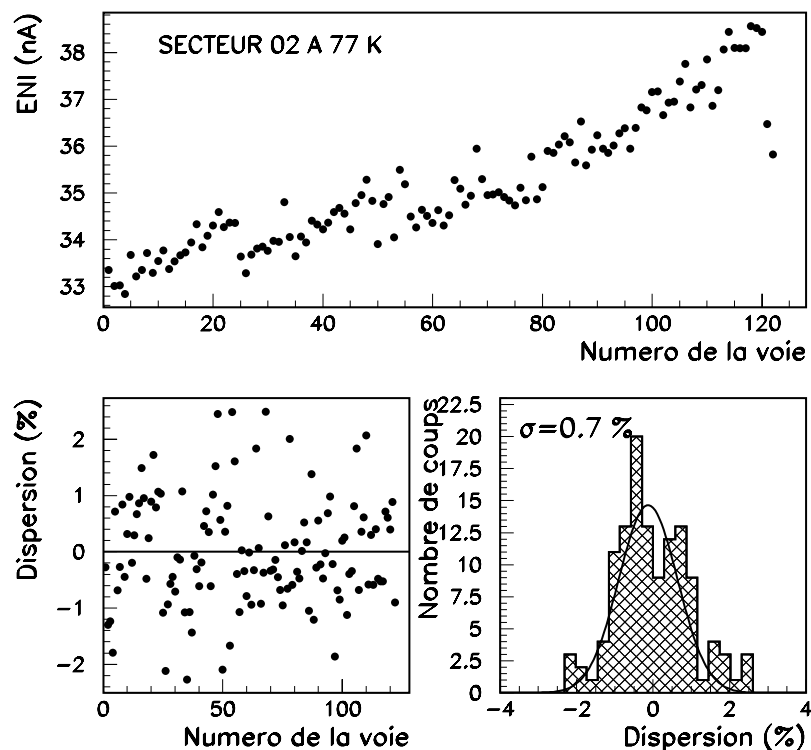 ENI (nA)
SECTEUR 02 A 77 K
38
37
36
35
34
33
0 20 40 60 80 100 120
Numero de la voie
Dispersion (%)
2
1
0
−1
−2
0 50 100
Numero de la voie
Nombre de coups
σ=0.7 %
22.5
20
17.5
15
12.5
10
7.5
5
2.5
0
−4 −2 0 2 4
Dispersion (%)